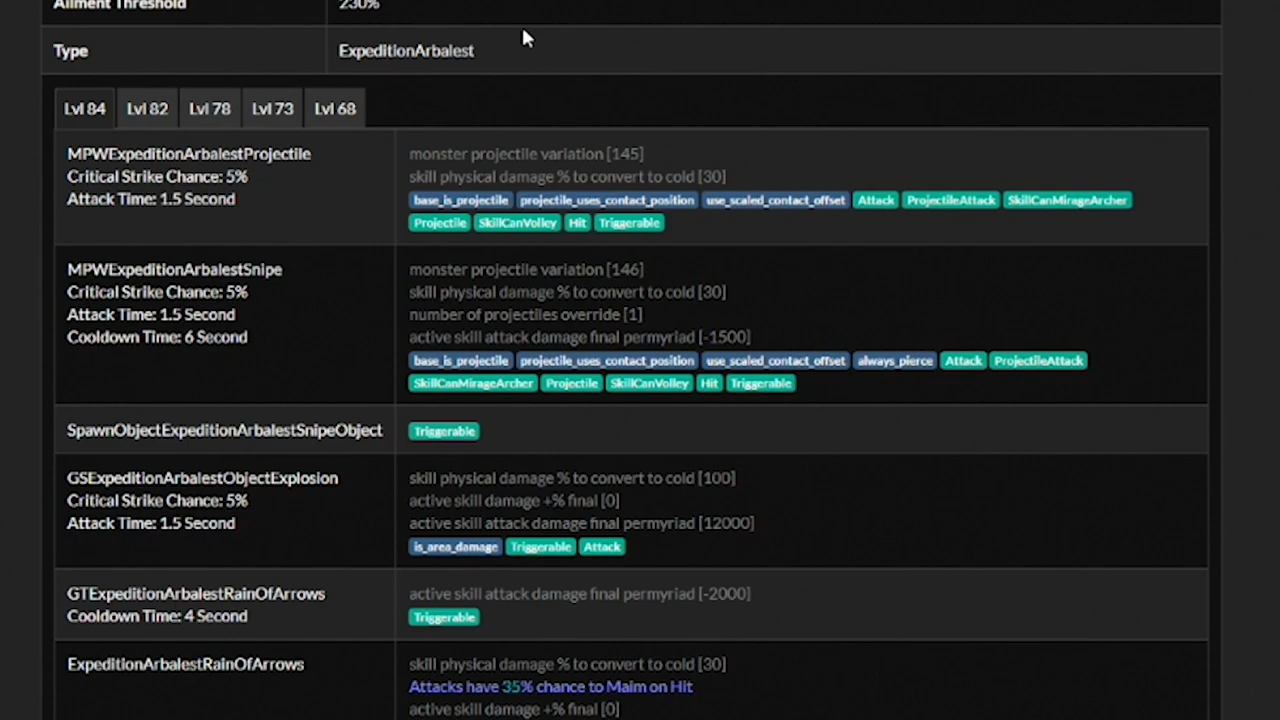 Ailment Threshold 230%
Type ExpeditionArbalest
Lvl 84 Lvl 82 Lvl 78 Lvl 73 Lvl 68
MPWExpeditionArbalestProjectile
Critical Strike Chance: 5%
Attack Time: 1.5 Second
monster projectile variation [145]
skill physical damage % to convert to cold [30]
base_is_projectile projectile_uses_contact_position use_scaled_contact_offset Attack ProjectileAttack SkillCanMirageArcher
Projectile SkillCanVolley Hit Triggerable
MPWExpeditionArbalestSnipe
Critical Strike Chance: 5%
Attack Time: 1.5 Second
Cooldown Time: 6 Second
monster projectile variation [146]
skill physical damage % to convert to cold [30]
number of projectiles override [1]
active skill attack damage final permyriad [-1500]
base_is_projectile projectile_uses_contact_position use_scaled_contact_offset always_pierce Attack ProjectileAttack
SkillCanMirageArcher Projectile SkillCanVolley Hit Triggerable
SpawnObjectExpeditionArbalestSnipeObject
Triggerable
GSExpeditionArbalestObjectExplosion
Critical Strike Chance: 5%
Attack Time: 1.5 Second
skill physical damage % to convert to cold [100]
active skill damage +% final [0]
active skill attack damage final permyriad [12000]
is_area_damage Triggerable Attack
GTExpeditionArbalestRainOfArrows
Cooldown Time: 4 Second
active skill attack damage final permyriad [-2000]
Triggerable
ExpeditionArbalestRainOfArrows
skill physical damage % to convert to cold [30]
Attacks have 35% chance to Maim on Hit
active skill damage +% final [0]